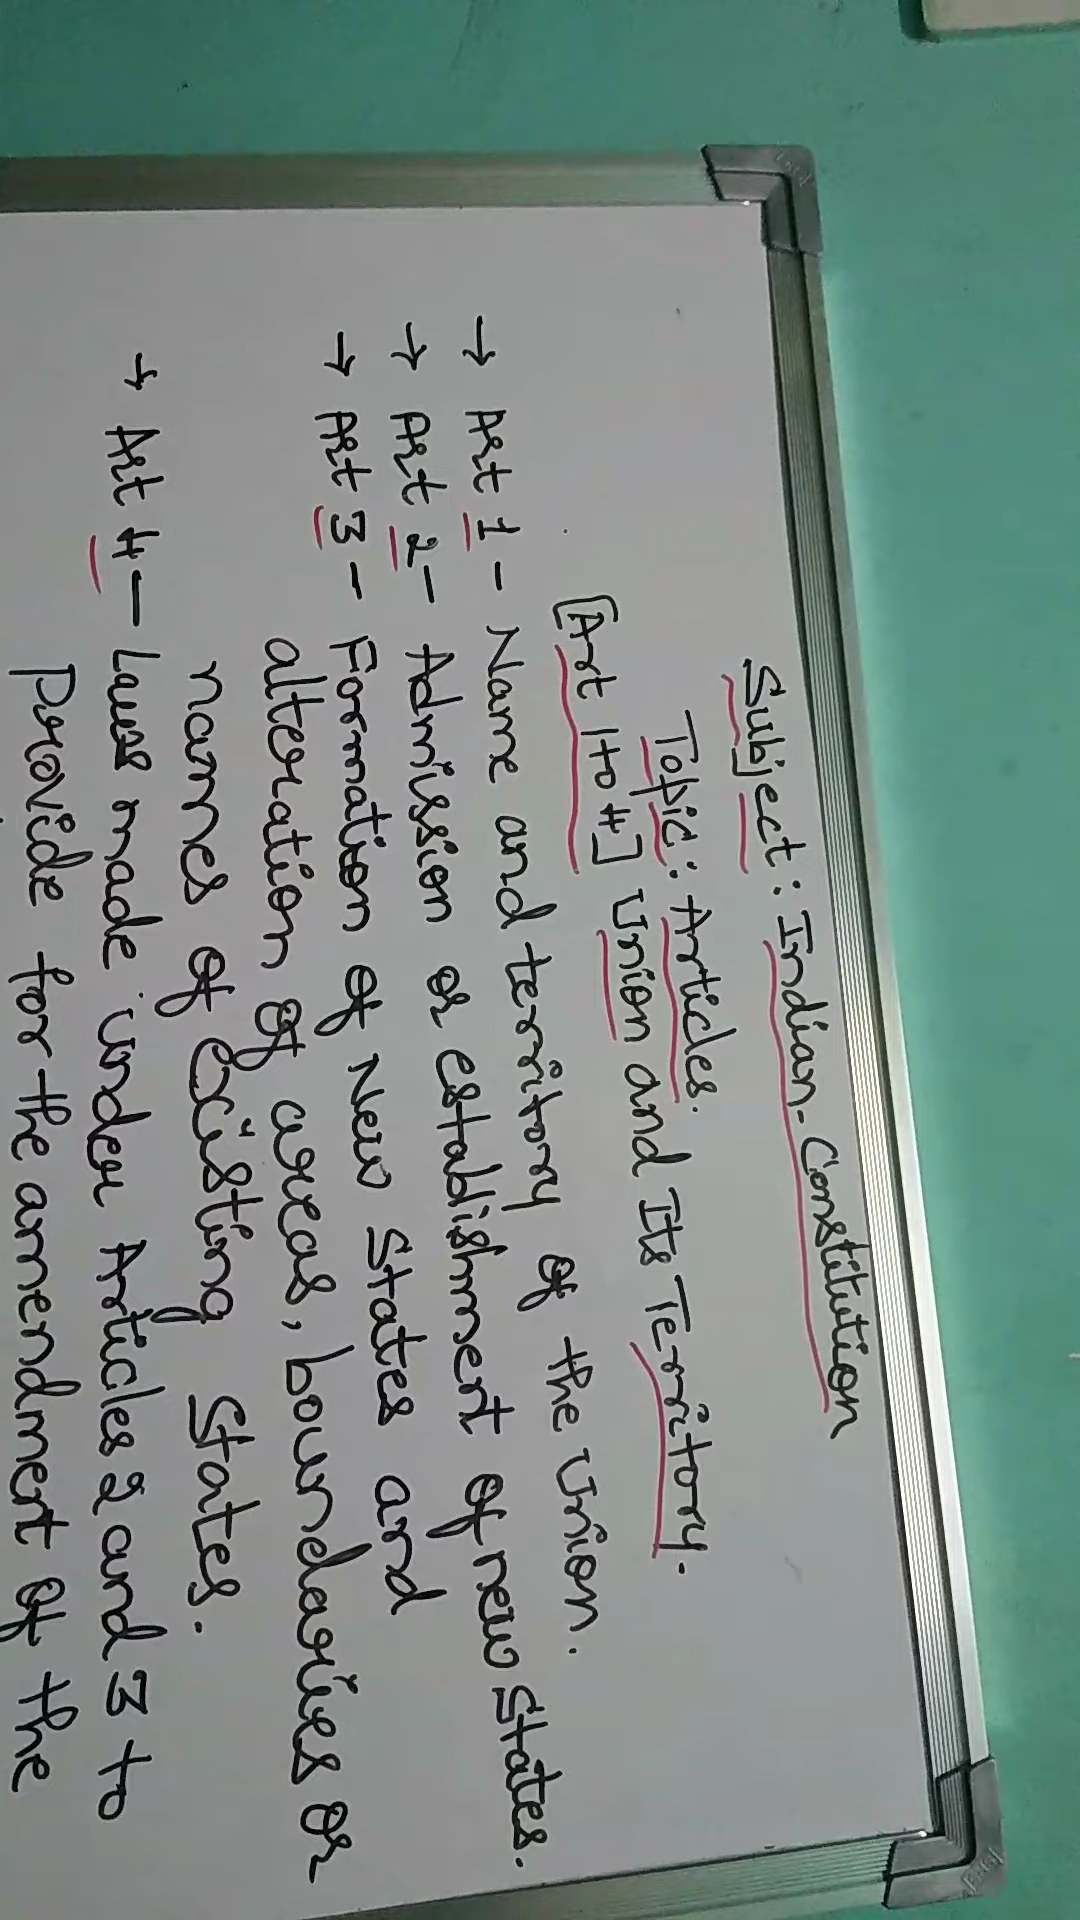 Subject: Indian-Constitution
Topic: Articles.
[Art 1 to 4] Union and Its Territory.
→ Art 1 - Name and territory of the Union.
→ Art 2 - Admission or establishment of new States.
→ Art 3 - Formation of New States and
alteration of areas, boundaries or
names of Existing States.
→ Art 4 - Laws made under Articles 2 and 3 to
Provide for the amendment of the